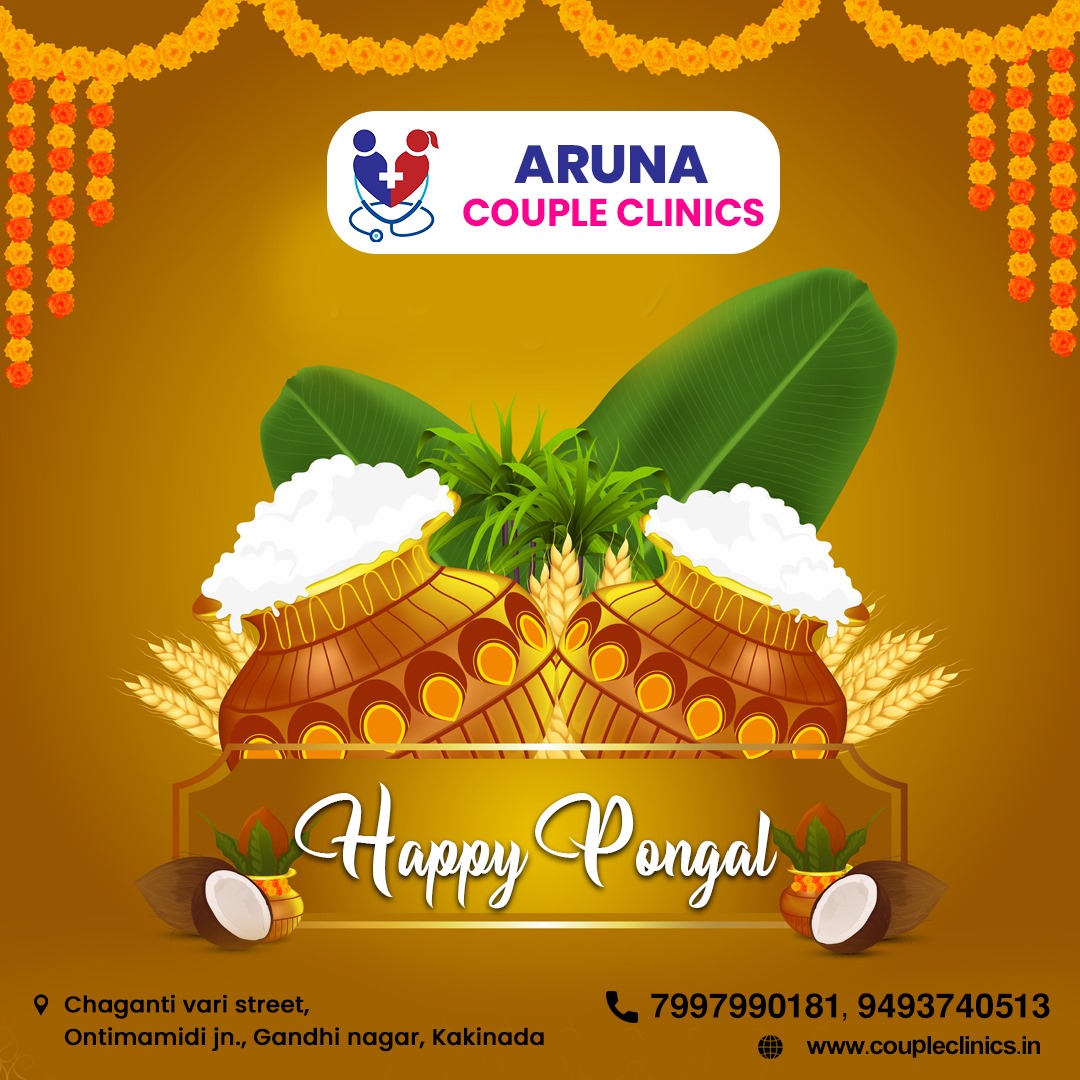 ARUNA
COUPLE CLINICS
Happy Pongal
Chaganti vari street,
Ontimamidi jn., Gandhi nagar, Kakinada
7997990181, 9493740513
www.coupleclinics.in